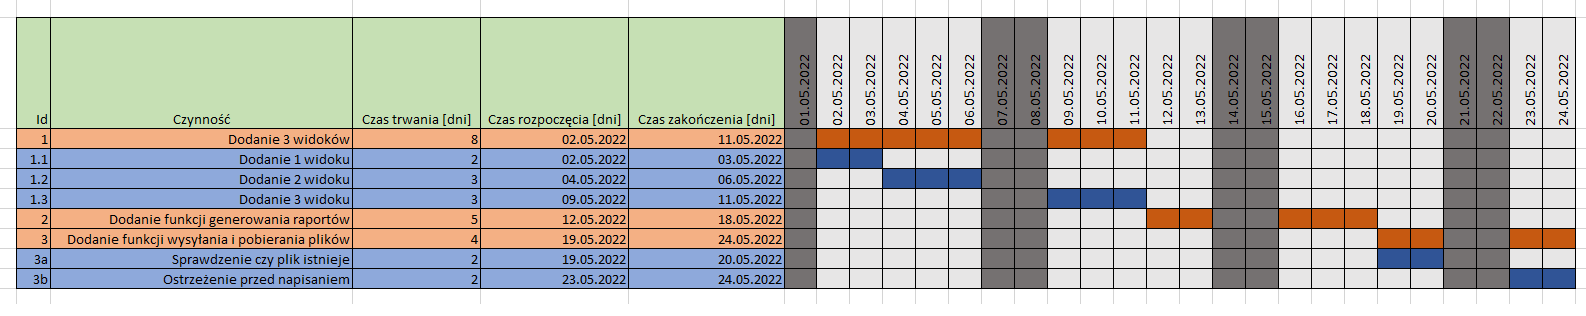 Id Czynność Czas trwania [dni] Czas rozpoczęcia [dni] Czas zakończenia [dni] 01.05.2022 02.05.2022 03.05.2022 04.05.2022 05.05.2022 06.05.2022 07.05.2022 08.05.2022 09.05.2022 10.05.2022 11.05.2022 12.05.2022 13.05.2022 14.05.2022 15.05.2022 16.05.2022 17.05.2022 18.05.2022 19.05.2022 20.05.2022 21.05.2022 22.05.2022 23.05.2022 24.05.2022
1 Dodanie 3 widoków 8 02.05.2022 11.05.2022
1.1 Dodanie 1 widoku 2 02.05.2022 03.05.2022
1.2 Dodanie 2 widoku 3 04.05.2022 06.05.2022
1.3 Dodanie 3 widoku 3 09.05.2022 11.05.2022
2 Dodanie funkcji generowania raportów 5 12.05.2022 18.05.2022
3 Dodanie funkcji wysyłania i pobierania plików 4 19.05.2022 24.05.2022
3a Sprawdzenie czy plik istnieje 2 19.05.2022 20.05.2022
3b Ostrzeżenie przed napisaniem 2 23.05.2022 24.05.2022